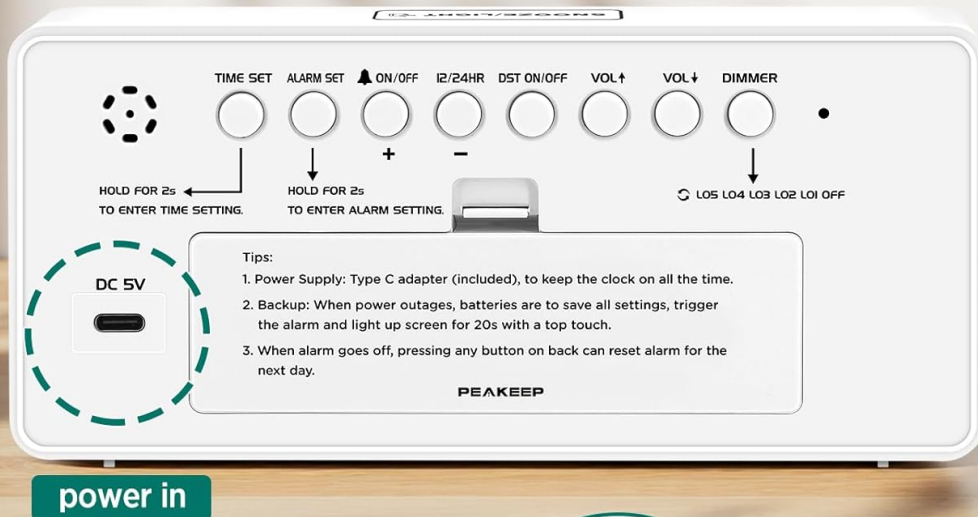 SNOOZE/LIGHT
TIME SET ALARM SET ON/OFF 12/24HR DST ON/OFF VOL↑ VOL↓ DIMMER
+ −
HOLD FOR 2s
TO ENTER TIME SETTING.
HOLD FOR 2s
TO ENTER ALARM SETTING.
L05 L04 L03 L02 L01 OFF
DC 5V
Tips:
1. Power Supply: Type C adapter (included), to keep the clock on all the time.
2. Backup: When power outages, batteries are to save all settings, trigger
the alarm and light up screen for 20s with a top touch.
3. When alarm goes off, pressing any button on back can reset alarm for the
next day.
PEAKEEP
power in